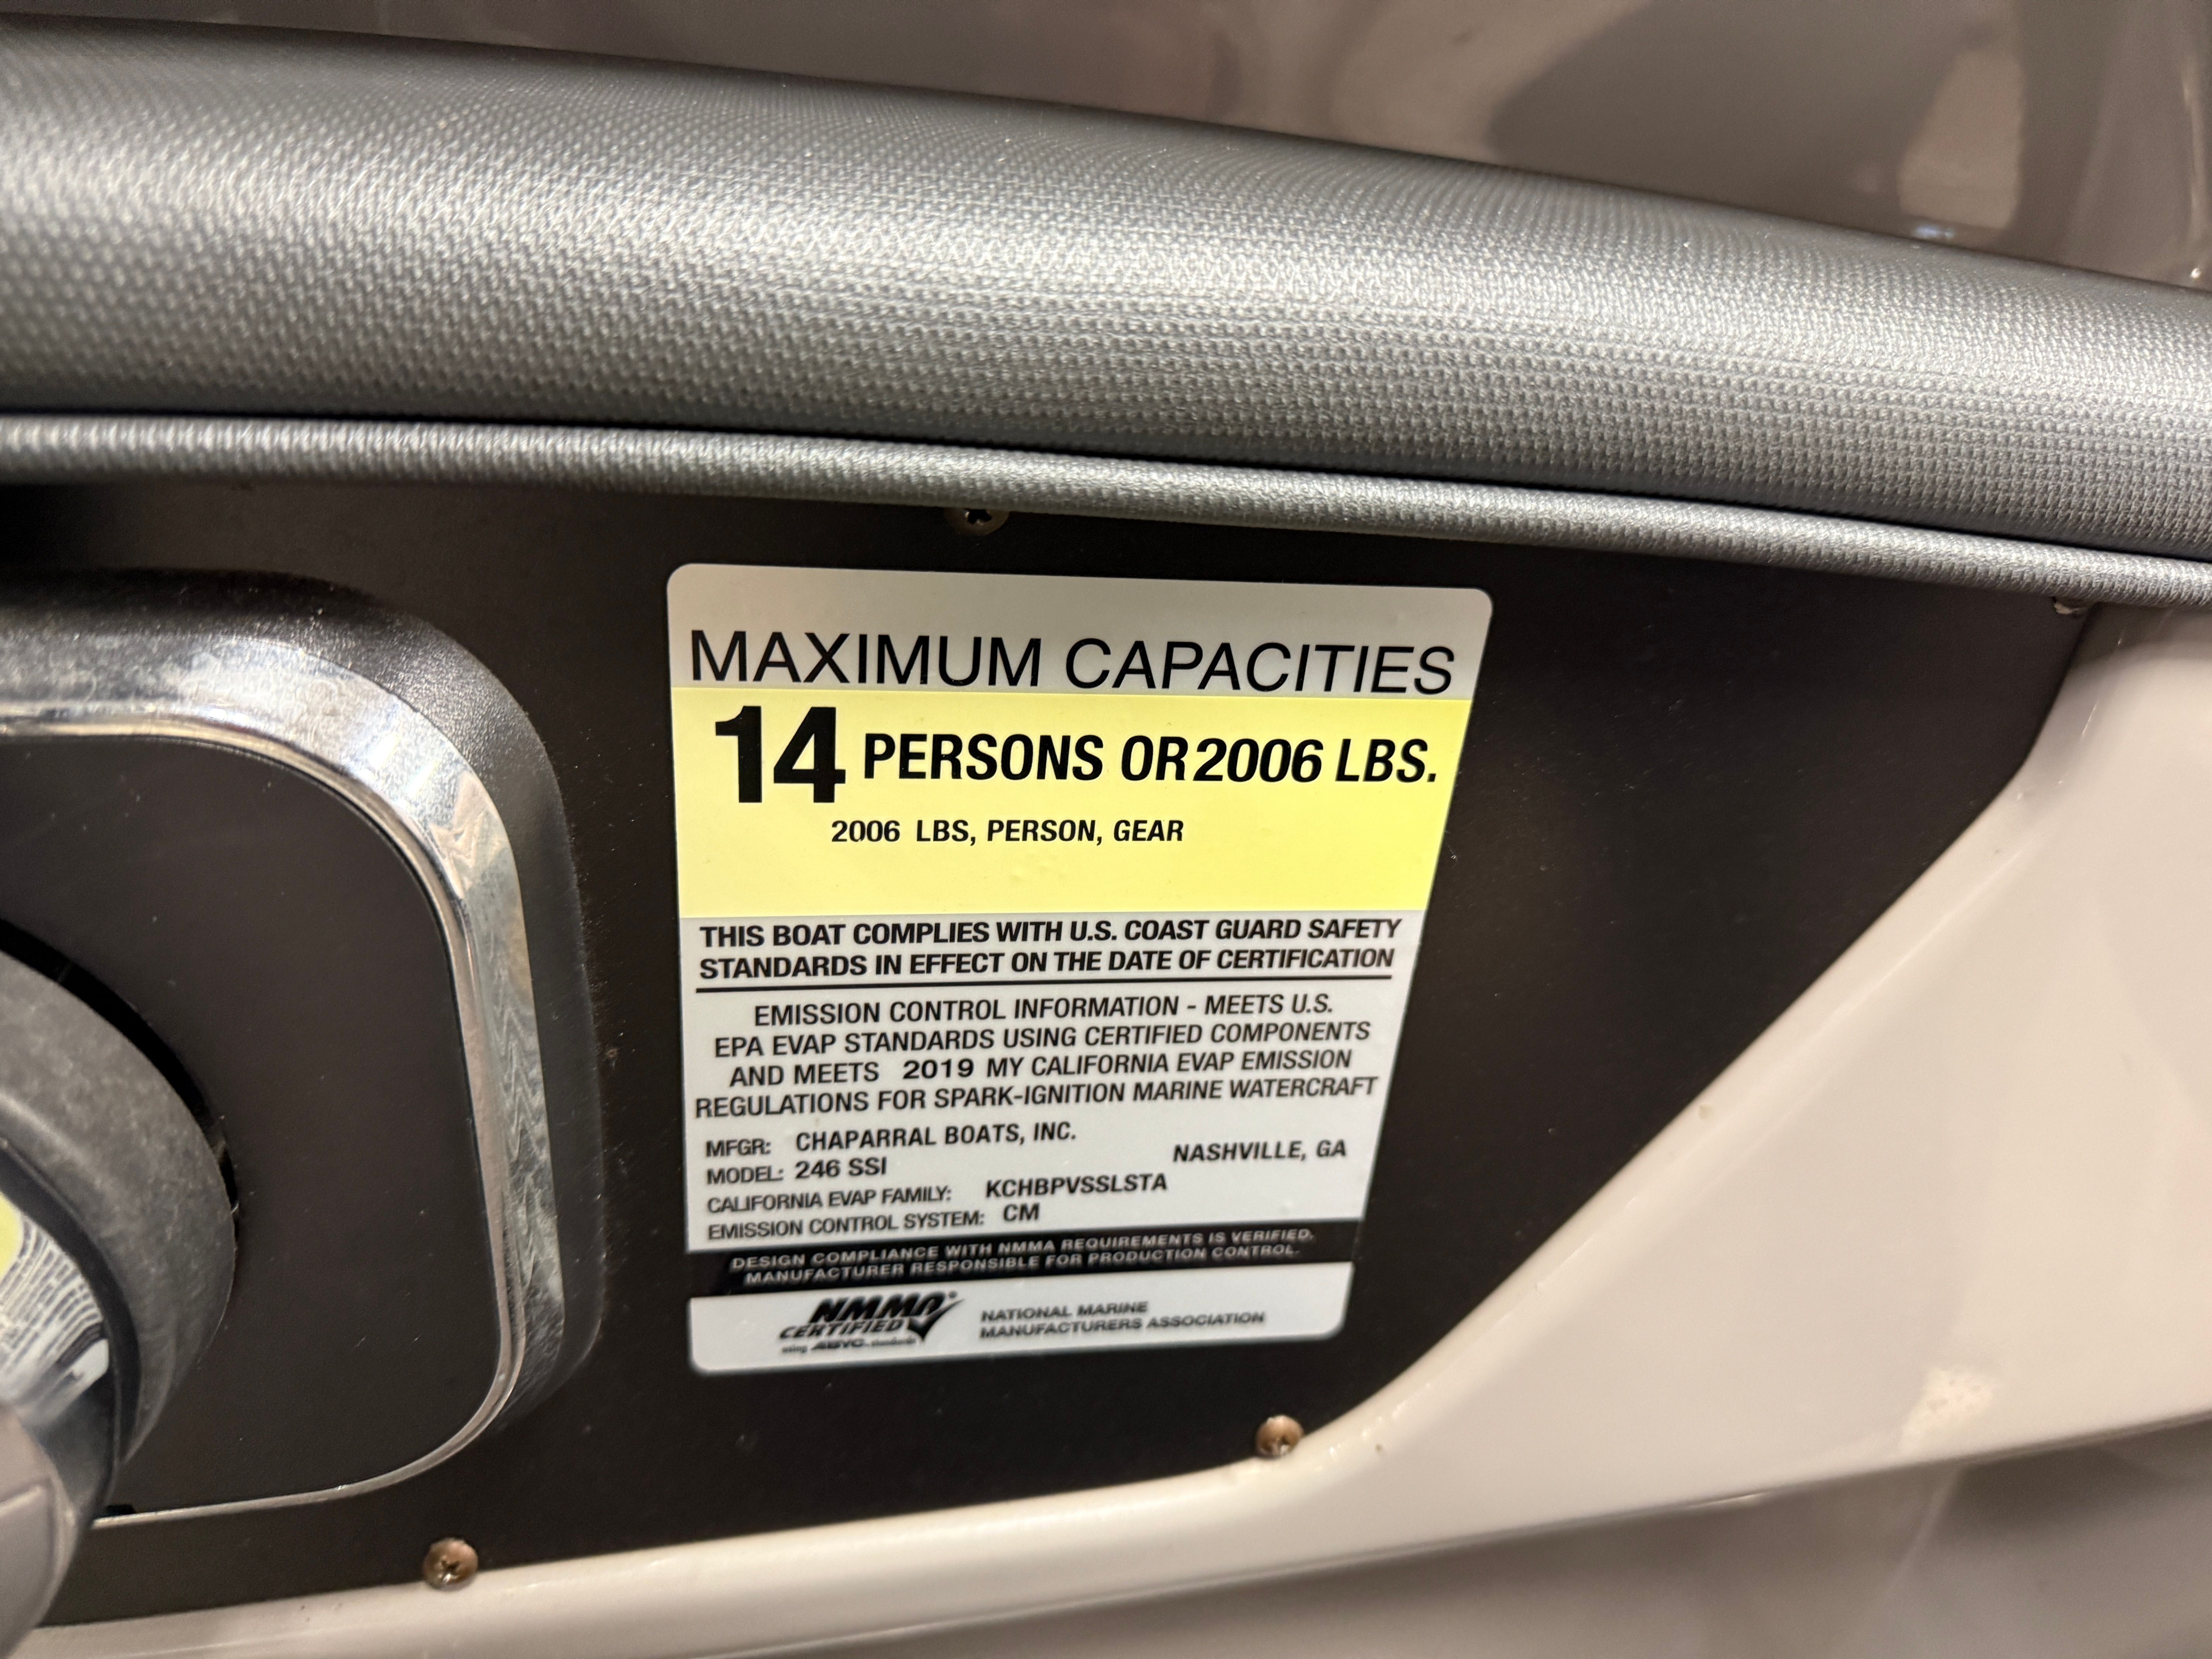 MAXIMUM CAPACITIES
14 PERSONS OR 2006 LBS.
2006 LBS, PERSON, GEAR
THIS BOAT COMPLIES WITH U.S. COAST GUARD SAFETY
STANDARDS IN EFFECT ON THE DATE OF CERTIFICATION
EMISSION CONTROL INFORMATION - MEETS U.S.
EPA EVAP STANDARDS USING CERTIFIED COMPONENTS
AND MEETS 2019 MY CALIFORNIA EVAP EMISSION
REGULATIONS FOR SPARK-IGNITION MARINE WATERCRAFT
MFGR: CHAPARRAL BOATS, INC.
NASHVILLE, GA
MODEL: 246 SSI
CALIFORNIA EVAP FAMILY: KCHBPVSSLSTA
EMISSION CONTROL SYSTEM: CM
DESIGN COMPLIANCE WITH NMMA REQUIREMENTS IS VERIFIED.
MANUFACTURER RESPONSIBLE FOR PRODUCTION CONTROL.
NMMA®
CERTIFIED
using ABYC standards
NATIONAL MARINE
MANUFACTURERS ASSOCIATION